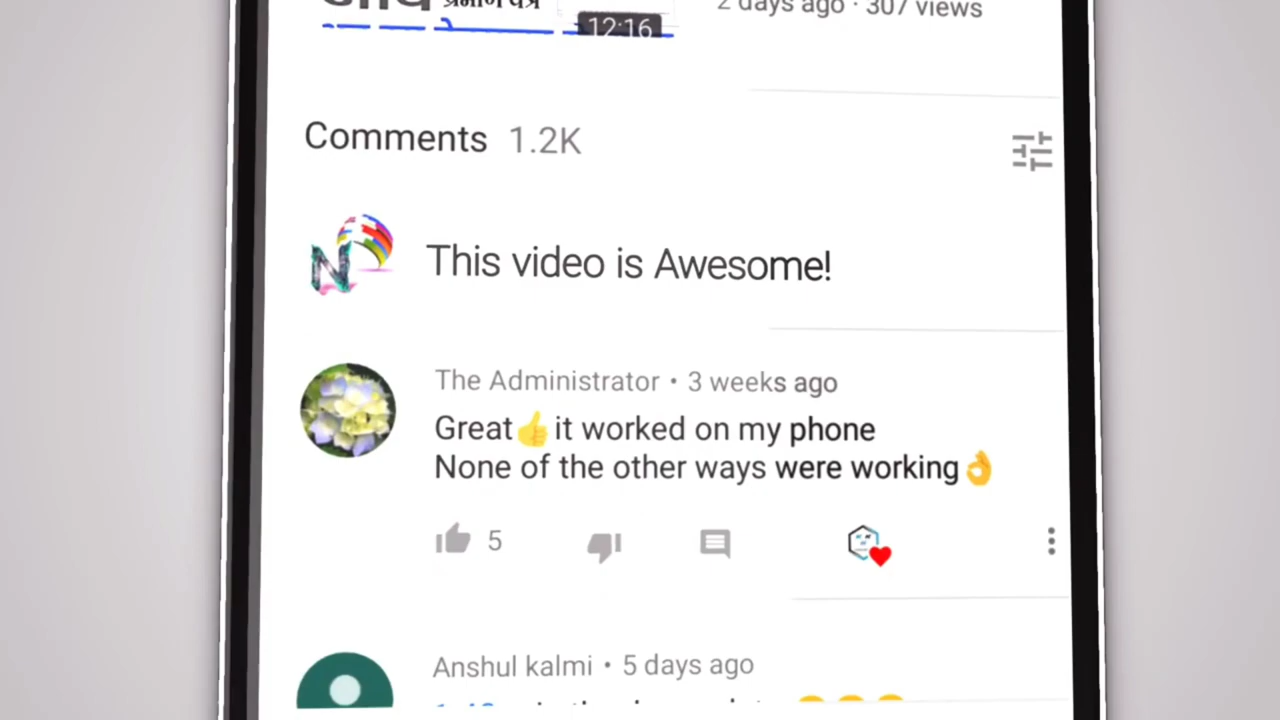 प्रमाण पत्र
12:16
2 days ago · 307 views
Comments 1.2K
N
This video is Awesome!
The Administrator • 3 weeks ago
Great👍it worked on my phone
None of the other ways were working👌
5
Anshul kalmi • 5 days ago